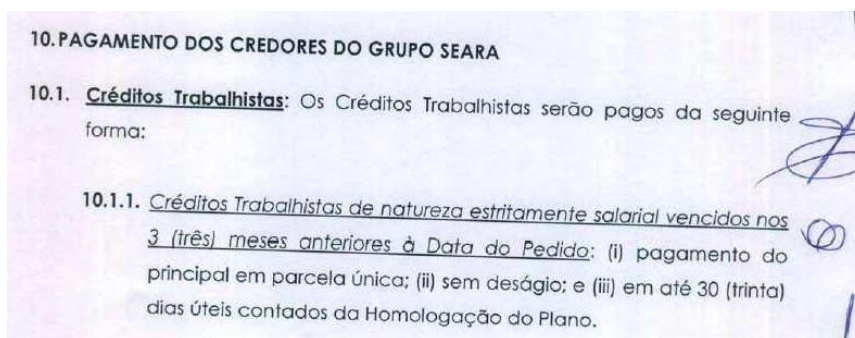 10. PAGAMENTO DOS CREDORES DO GRUPO SEARA
10.1. Créditos Trabalhistas: Os Créditos Trabalhistas serão pagos da seguinte
forma:
10.1.1. Créditos Trabalhistas de natureza estritamente salarial vencidos nos
3 (três) meses anteriores à Data do Pedido: (i) pagamento do
principal em parcela única; (ii) sem deságio; e (iii) em até 30 (trinta)
dias úteis contados da Homologação do Plano.